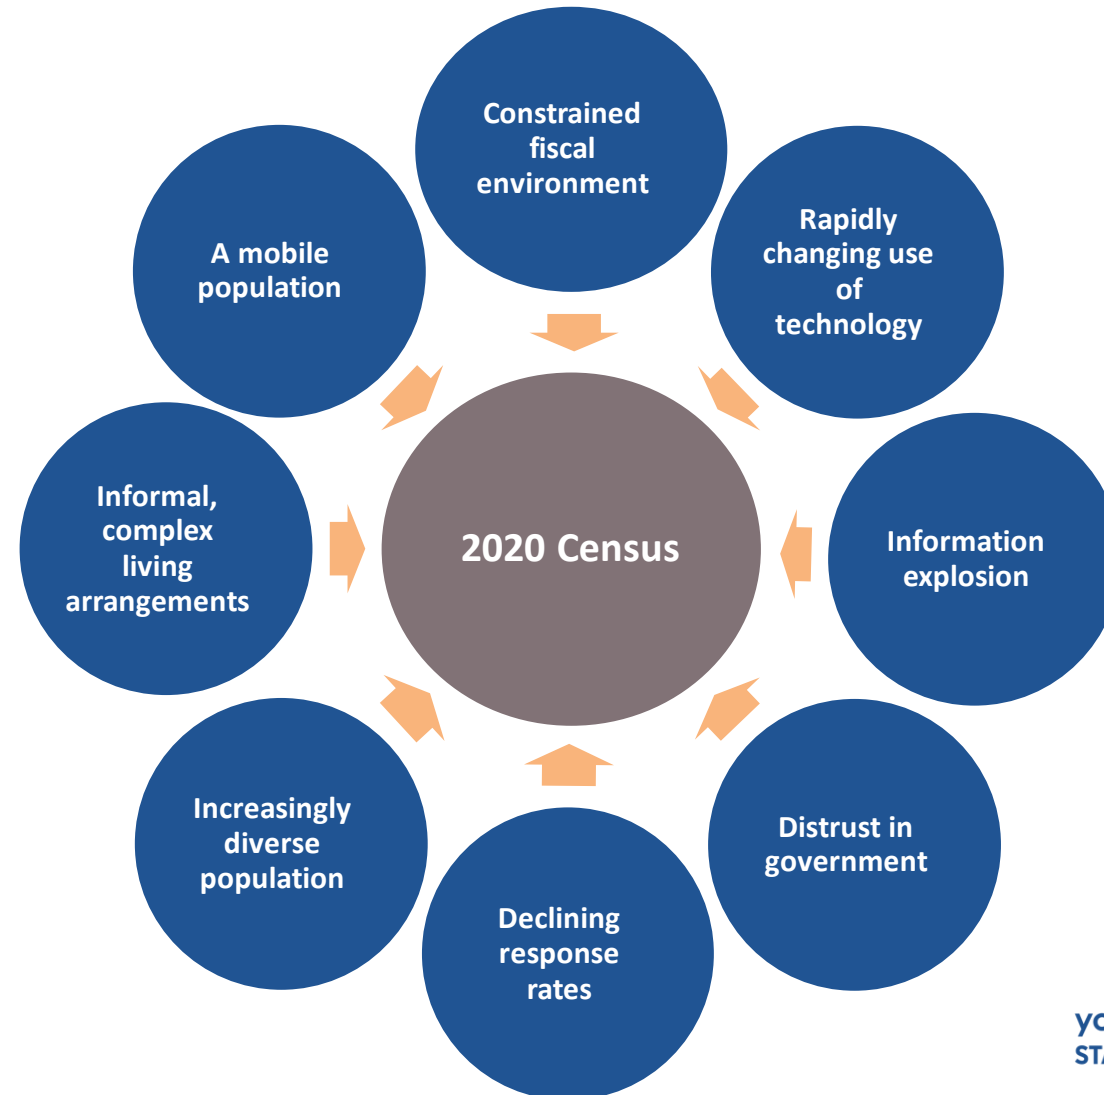 Constrained
fiscal
environment
Rapidly
changing use
of
technology
A mobile
population
Informal,
complex
living
arrangements
2020 Census
Information
explosion
Increasingly
diverse
population
Distrust in
government
Declining
response
rates